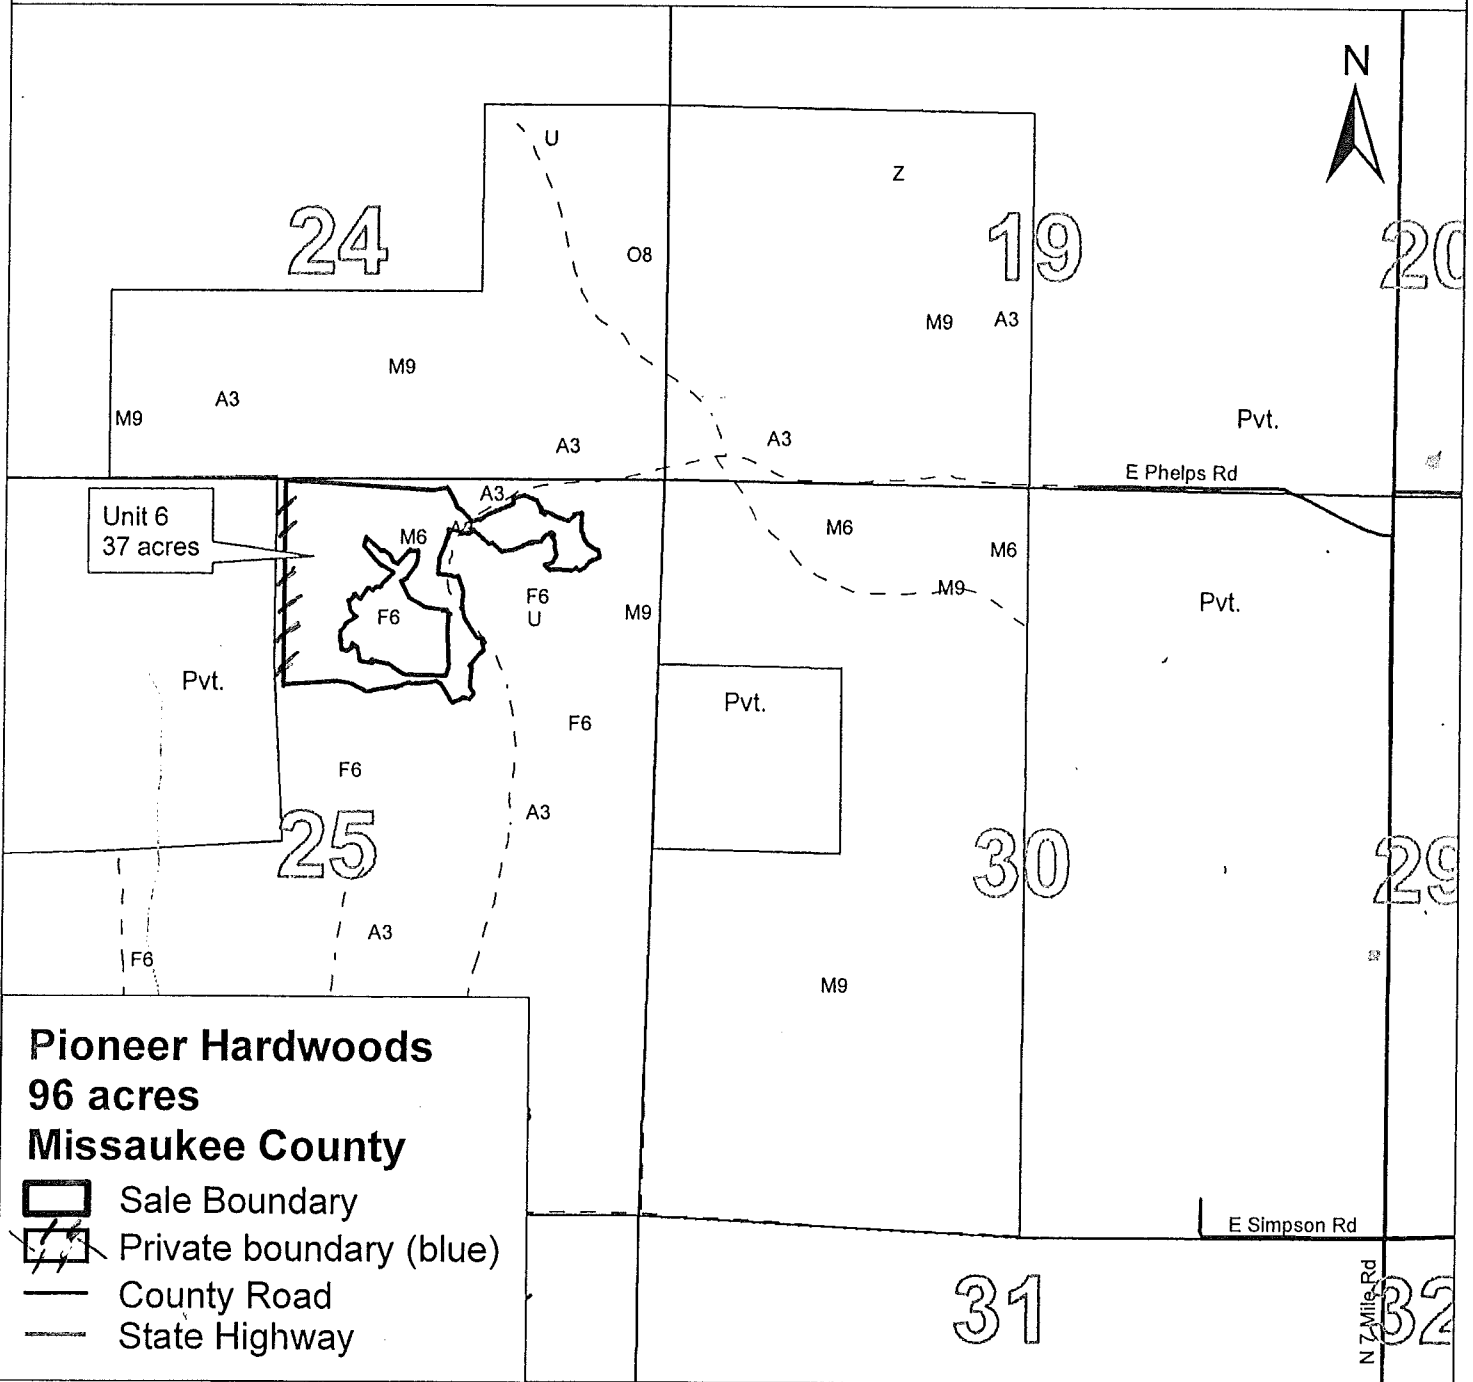 N
U
Z
24
19
20
O8
M9
A3
M9
A3
M9
Pvt.
A3
A3
E Phelps Rd
A3
Unit 6
37 acres
M6
A3
M6
M6
M9
F6
U
M9
F6
Pvt.
Pvt.
Pvt.
F6
F6
A3
25
30
29
A3
F6
M9
Pioneer Hardwoods
96 acres
Missaukee County
Sale Boundary
Private boundary (blue)
County Road
State Highway
E Simpson Rd
N 7 Mile Rd
31
32